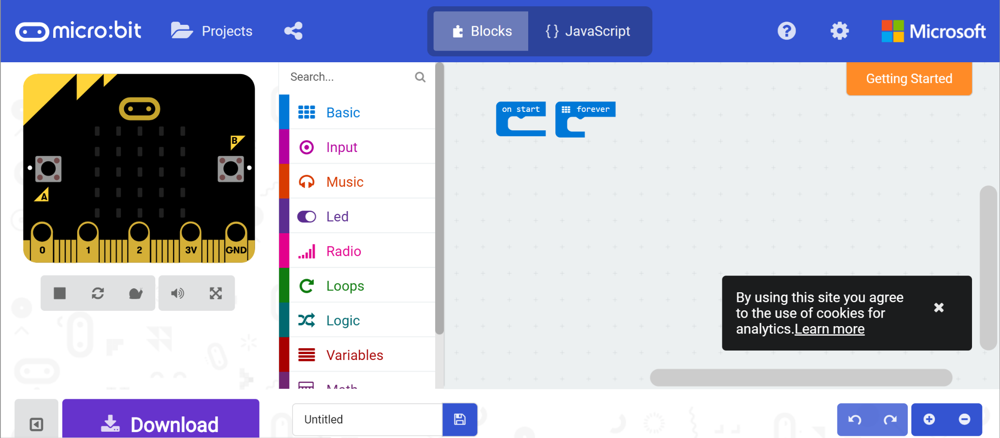 micro:bit
Projects
Blocks
{ } JavaScript
Microsoft
Getting Started
Search...
Basic
Input
Music
Led
Radio
Loops
Logic
Variables
Math
on start
forever
B
A
0
1
2
3V
GND
By using this site you agree
to the use of cookies for
analytics.Learn more
Download
Untitled